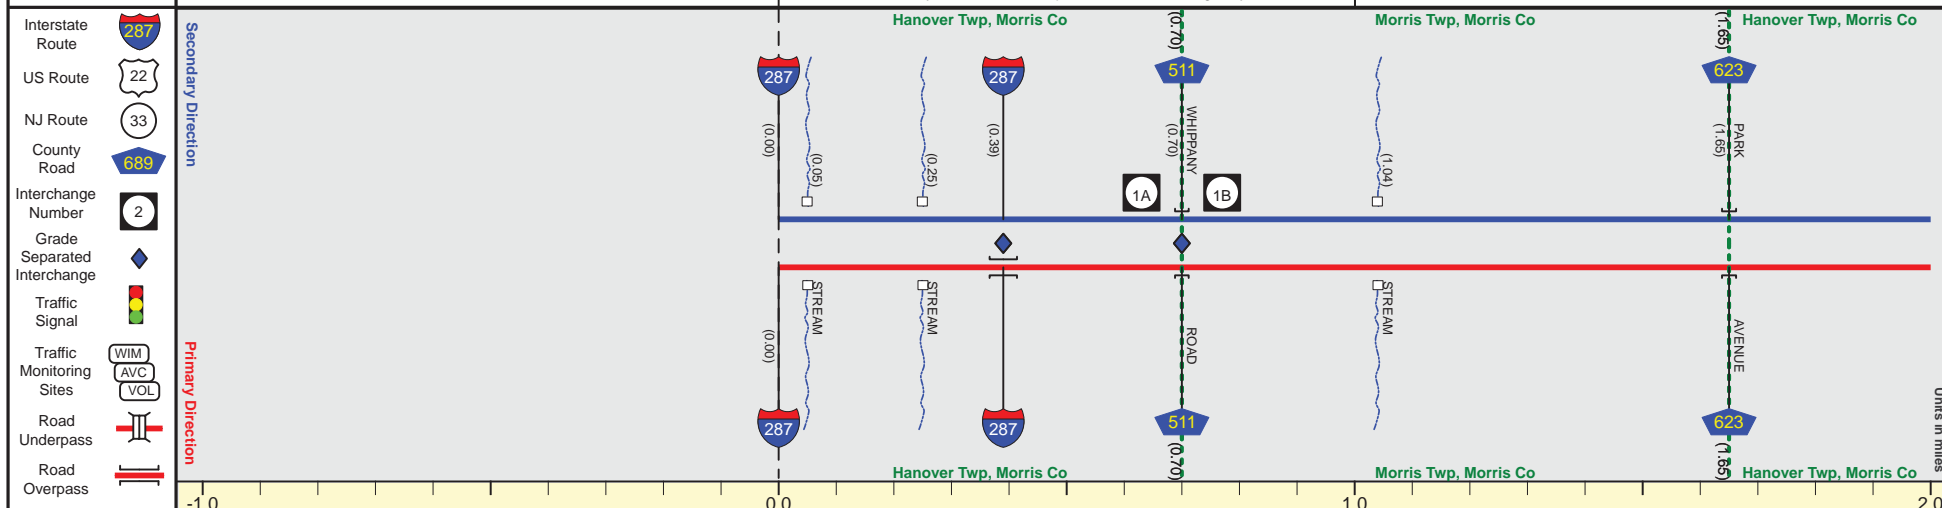 Interstate
Route
287
US Route
22
NJ Route
33
County
Road
689
Interchange
Number
2
Grade
Separated
Interchange
Traffic
Signal
Traffic
Monitoring
Sites
WIM
AVC
VOL
Road
Underpass
Road
Overpass
Secondary Direction
Primary Direction
Hanover Twp, Morris Co
(0.70)
Morris Twp, Morris Co
(1.65)
Hanover Twp, Morris Co
287
287
511
623
(0.00)
(0.05)
(0.25)
(0.39)
(0.70)
WHIPPANY
(1.04)
(1.65)
PARK
1A
1B
(0.00)
STREAM
STREAM
ROAD
STREAM
AVENUE
287
287
511
623
Hanover Twp, Morris Co
(0.70)
Morris Twp, Morris Co
(1.65)
Hanover Twp, Morris Co
Units in miles
-1.0
0.0
1.0
2.0